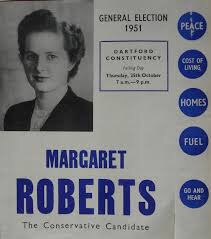 GENERAL ELECTION
1951
DARTFORD
CONSTITUENCY
Polling Day
Thursday, 25th October
7 a.m.—9 p.m.
PEACE
COST OF
LIVING
HOMES
FUEL
GO AND
HEAR
MARGARET
ROBERTS
The Conservative Candidate